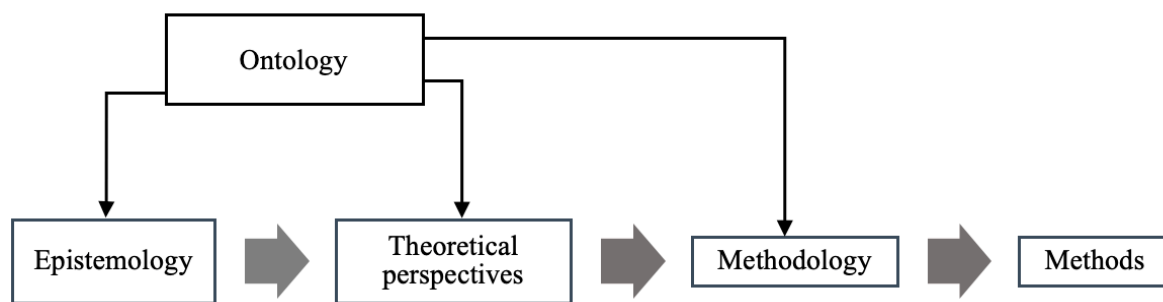 Ontology
Epistemology
Theoretical
perspectives
Methodology
Methods